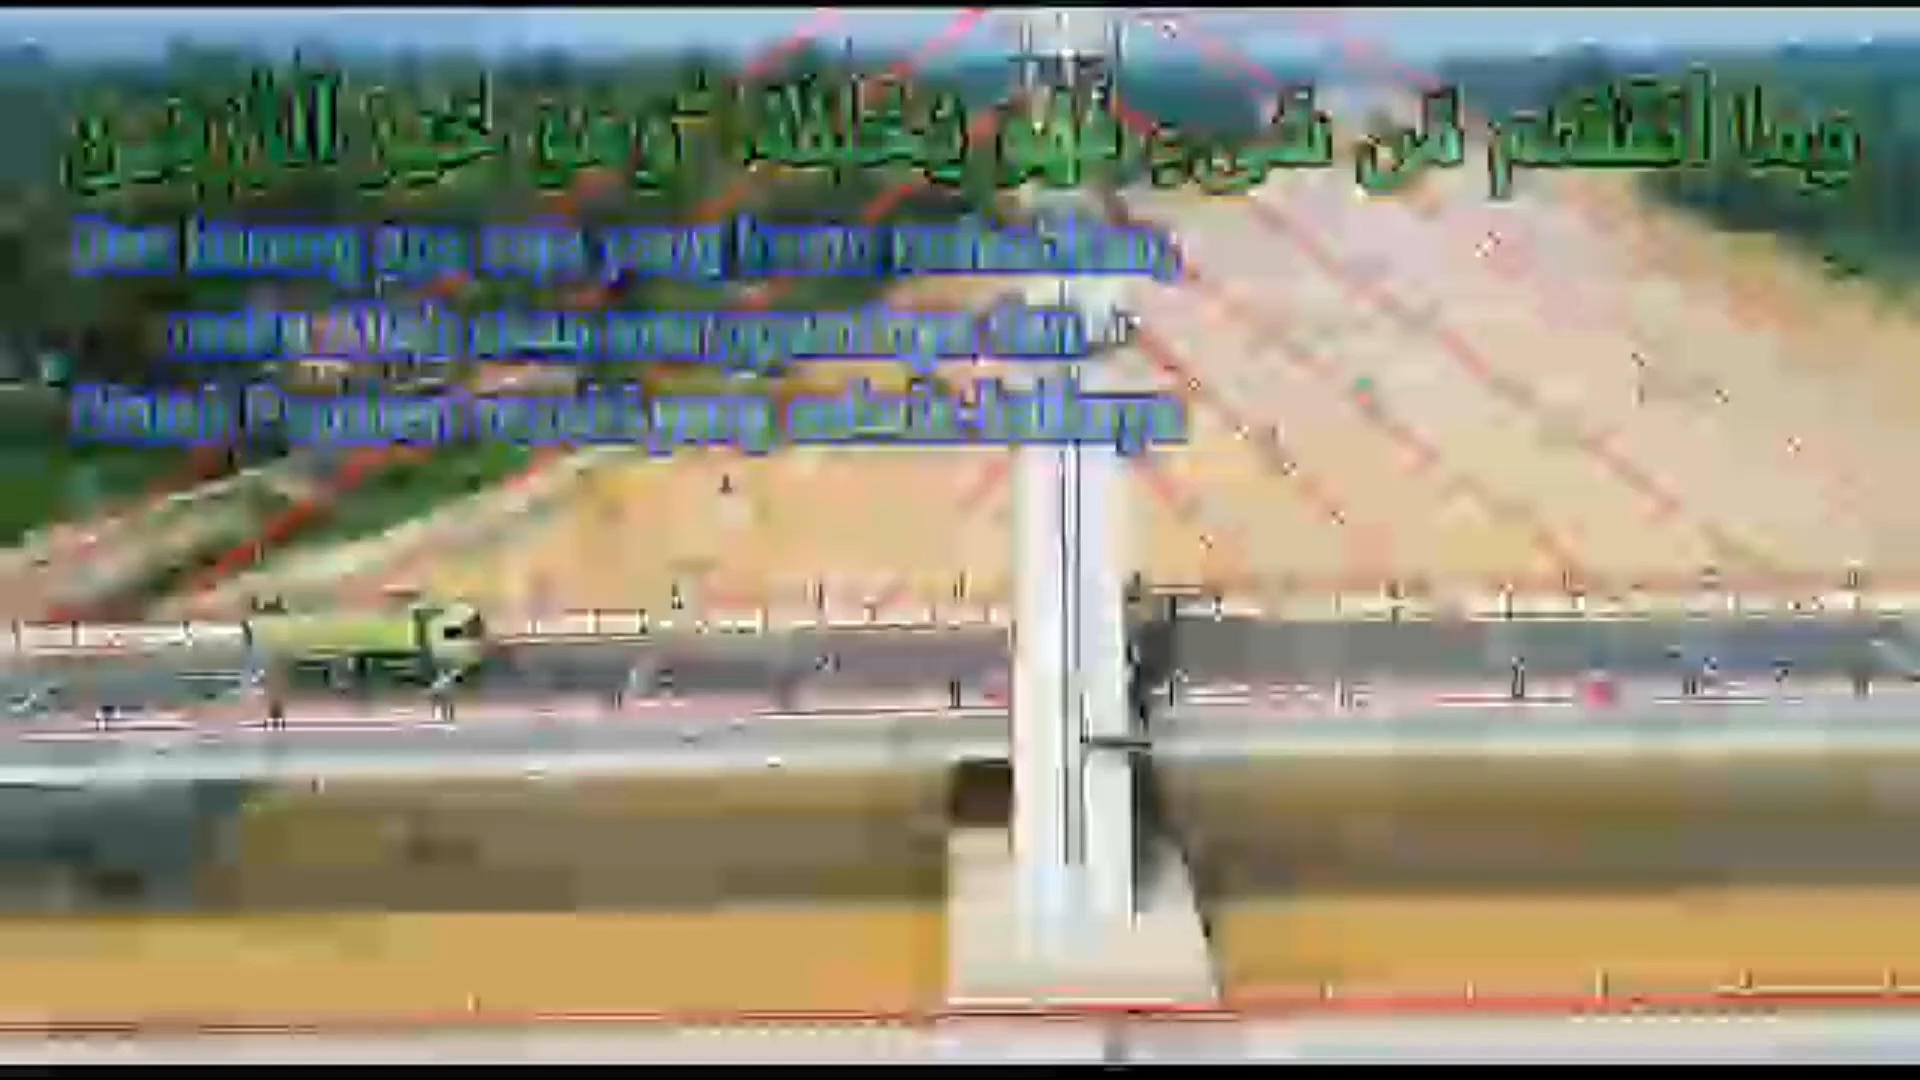 وما أنفقتم من شيء فهو يخلفه وهو خير الرازقين
Dan barang apa saja yang kamu nafkahkan,
maka Allah akan menggantinya dan
Dialah Pemberi rezeki yang sebaik-baiknya.